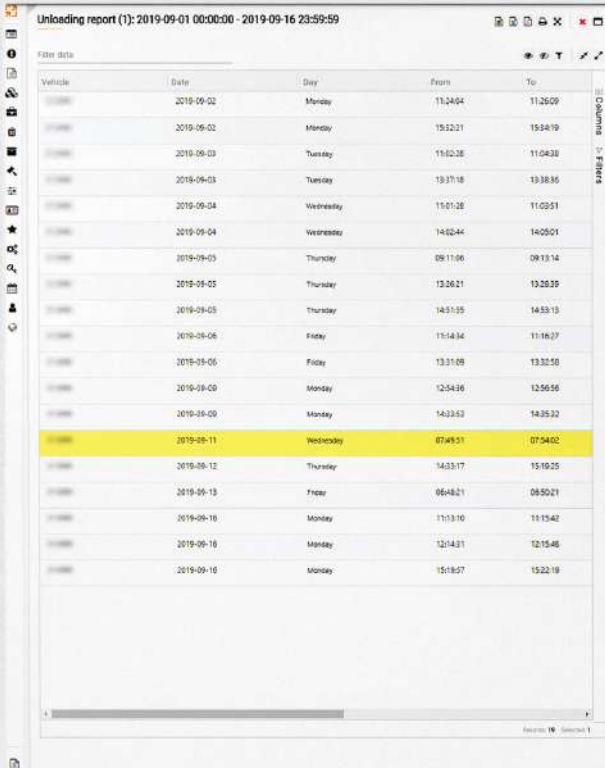 Unloading report (1): 2019-09-01 00:00:00 - 2019-09-16 23:59:59
Filter data
Vehicle Date Day From To
2019-09-02 Monday 11:24:04 11:26:09
2019-09-02 Monday 15:32:21 15:34:19
2019-09-03 Tuesday 11:02:28 11:04:38
2019-09-03 Tuesday 13:37:18 13:38:36
2019-09-04 Wednesday 11:01:28 11:03:51
2019-09-04 Wednesday 14:02:44 14:05:01
2019-09-05 Thursday 09:11:06 09:13:14
2019-09-05 Thursday 13:26:21 13:28:39
2019-09-05 Thursday 14:51:35 14:53:13
2019-09-06 Friday 11:14:34 11:16:27
2019-09-06 Friday 13:31:09 13:32:58
2019-09-09 Monday 12:54:36 12:56:56
2019-09-09 Monday 14:33:53 14:35:32
2019-09-11 Wednesday 07:49:51 07:54:02
2019-09-12 Thursday 14:33:17 15:19:25
2019-09-13 Friday 06:48:21 06:50:21
2019-09-16 Monday 11:13:10 11:15:42
2019-09-16 Monday 12:14:31 12:15:46
2019-09-16 Monday 15:19:57 15:22:19
Columns
Filters
Records: 19 Selected: 1